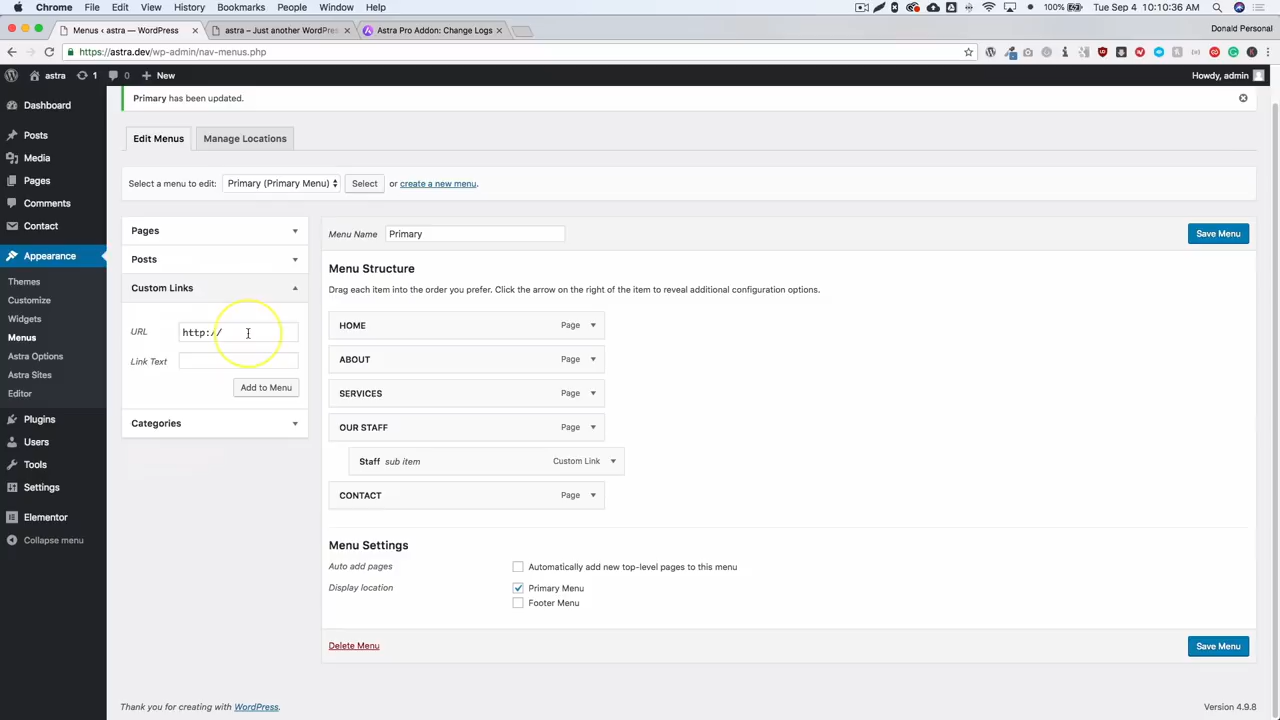 Chrome File Edit View History Bookmarks People Window Help 100% Tue Sep 4 10:10:36 AM
Menus ‹ astra — WordPress × astra – Just another WordPres × Astra Pro Addon: Change Logs × Donald Personal
https://astra.dev/wp-admin/nav-menus.php
astra 1 0 + New Howdy, admin
Dashboard
Posts
Media
Pages
Comments
Contact
Appearance
Themes
Customize
Widgets
Menus
Astra Options
Astra Sites
Editor
Plugins
Users
Tools
Settings
Elementor
Collapse menu
Primary has been updated.
Edit Menus Manage Locations
Select a menu to edit: Primary (Primary Menu) Select or create a new menu.
Pages
Posts
Custom Links
URL http://
Link Text
Add to Menu
Categories
Menu Name Primary Save Menu
Menu Structure
Drag each item into the order you prefer. Click the arrow on the right of the item to reveal additional configuration options.
HOME Page
ABOUT Page
SERVICES Page
OUR STAFF Page
Staff sub item Custom Link
CONTACT Page
Menu Settings
Auto add pages Automatically add new top-level pages to this menu
Display location Primary Menu
Footer Menu
Delete Menu Save Menu
Thank you for creating with WordPress. Version 4.9.8